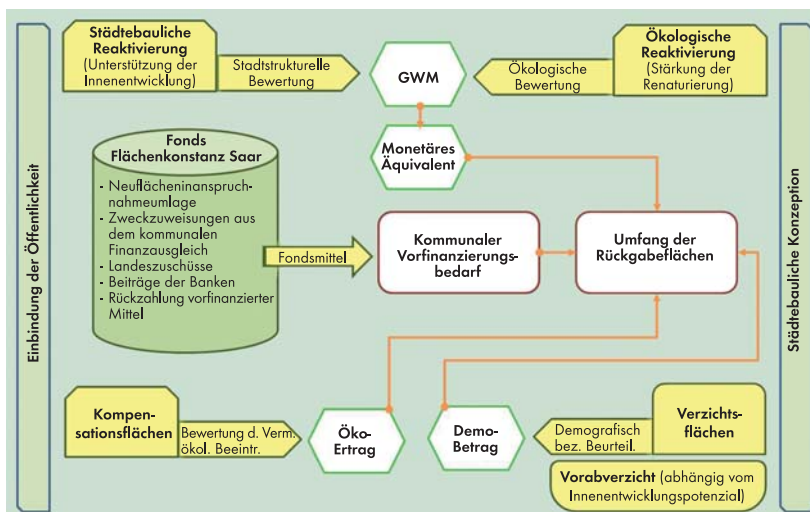 Einbindung der Öffentlichkeit
Städtebauliche
Reaktivierung
(Unterstützung der
Innenentwicklung)
Stadtstrukturelle
Bewertung
GWM
Ökologische
Bewertung
Ökologische
Reaktivierung
(Stärkung der
Renaturierung)
Monetäres
Äquivalent
Fonds
Flächenkonstanz Saar
- Neuflächeninanspruch-
nahmeumlage
- Zweckzuweisungen aus
dem kommunalen
Finanzausgleich
- Landeszuschüsse
- Beiträge der Banken
- Rückzahlung vorfinanzierter
Mittel
Fondsmittel
Kommunaler
Vorfinanzierungs-
bedarf
Umfang der
Rückgabeflächen
Kompen-
sationsflächen
Bewertung d. Verm.
ökol. Beeintr.
Öko-
Ertrag
Demo-
Betrag
Demografisch
bez. Beurteil.
Verzichts-
flächen
Vorabverzicht (abhängig vom
Innenentwicklungspotenzial)
Städtebauliche Konzeption